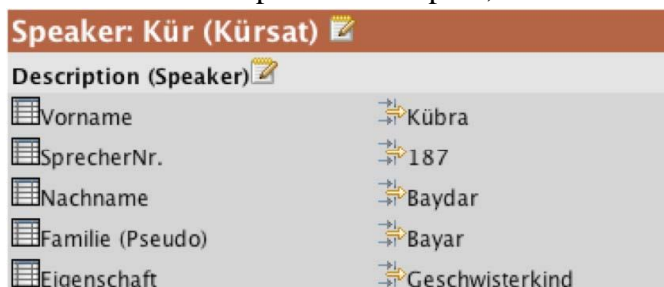 Speaker: Kür (Kürsat)
Description (Speaker)
Vorname Kübra
SprecherNr. 187
Nachname Baydar
Familie (Pseudo) Bayar
Eigenschaft Geschwisterkind